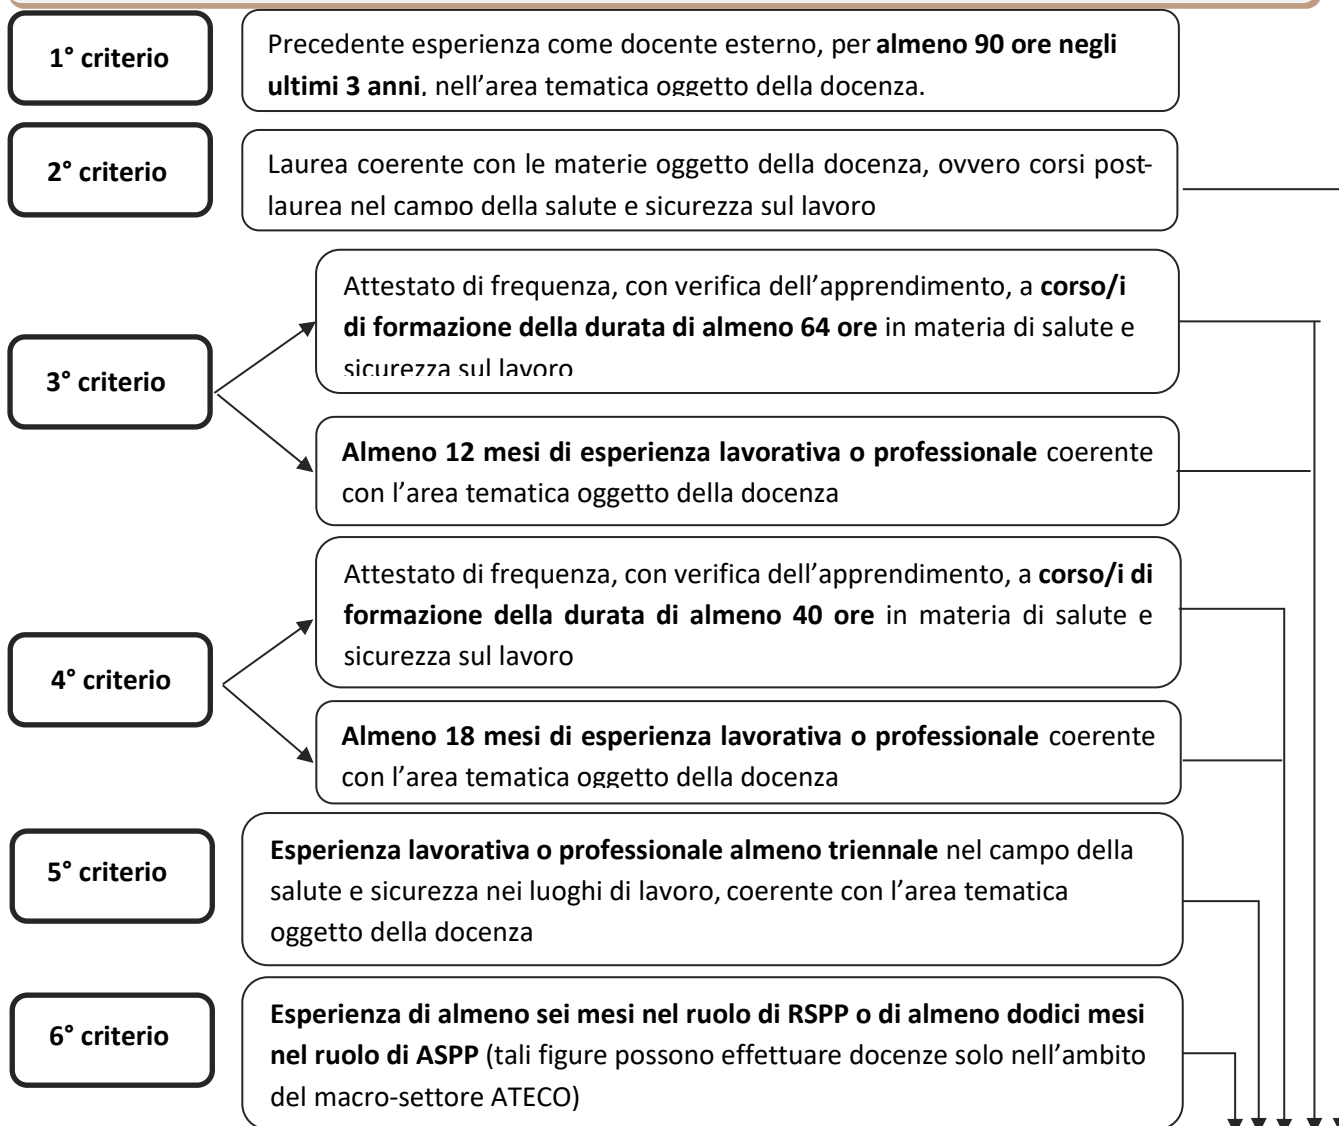 1° criterio
Precedente esperienza come docente esterno, per almeno 90 ore negli
ultimi 3 anni, nell’area tematica oggetto della docenza.
2° criterio
Laurea coerente con le materie oggetto della docenza, ovvero corsi post-
laurea nel campo della salute e sicurezza sul lavoro
3° criterio
Attestato di frequenza, con verifica dell’apprendimento, a corso/i
di formazione della durata di almeno 64 ore in materia di salute e
sicurezza sul lavoro
Almeno 12 mesi di esperienza lavorativa o professionale coerente
con l’area tematica oggetto della docenza
4° criterio
Attestato di frequenza, con verifica dell’apprendimento, a corso/i di
formazione della durata di almeno 40 ore in materia di salute e
sicurezza sul lavoro
Almeno 18 mesi di esperienza lavorativa o professionale coerente
con l’area tematica oggetto della docenza
5° criterio
Esperienza lavorativa o professionale almeno triennale nel campo della
salute e sicurezza nei luoghi di lavoro, coerente con l’area tematica
oggetto della docenza
6° criterio
Esperienza di almeno sei mesi nel ruolo di RSPP o di almeno dodici mesi
nel ruolo di ASPP (tali figure possono effettuare docenze solo nell’ambito
del macro-settore ATECO)